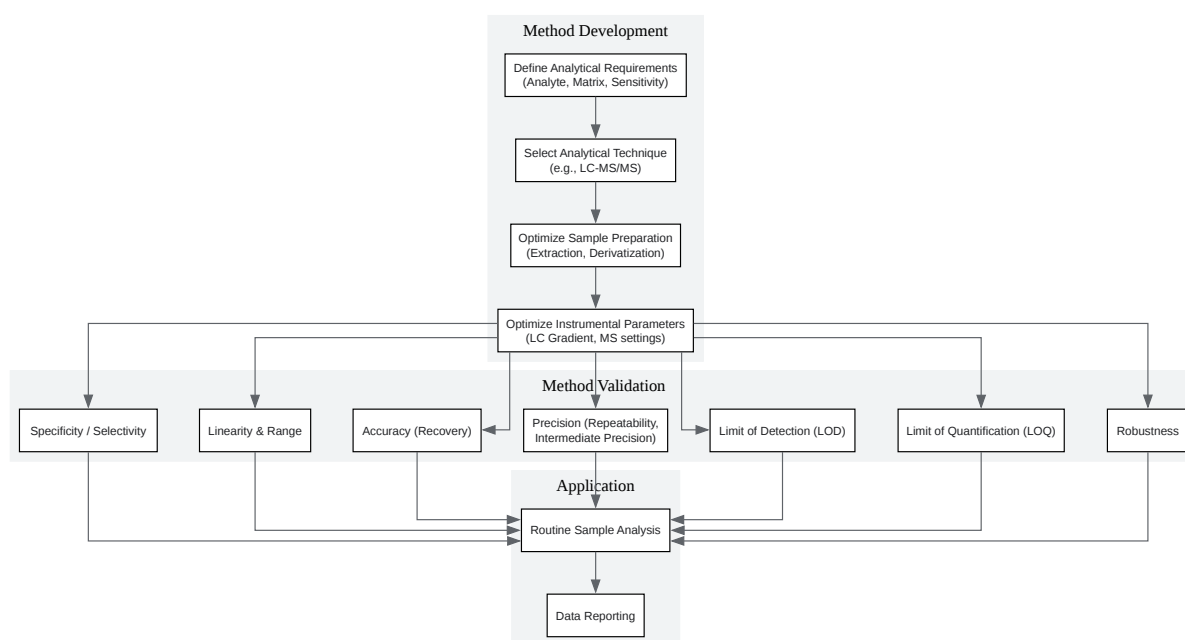 Method Development
Define Analytical Requirements
(Analyte, Matrix, Sensitivity)
Select Analytical Technique
(e.g., LC-MS/MS)
Optimize Sample Preparation
(Extraction, Derivatization)
Optimize Instrumental Parameters
(LC Gradient, MS settings)
Method Validation
Specificity / Selectivity
Linearity & Range
Accuracy (Recovery)
Precision (Repeatability,
Intermediate Precision)
Limit of Detection (LOD)
Limit of Quantification (LOQ)
Robustness
Application
Routine Sample Analysis
Data Reporting